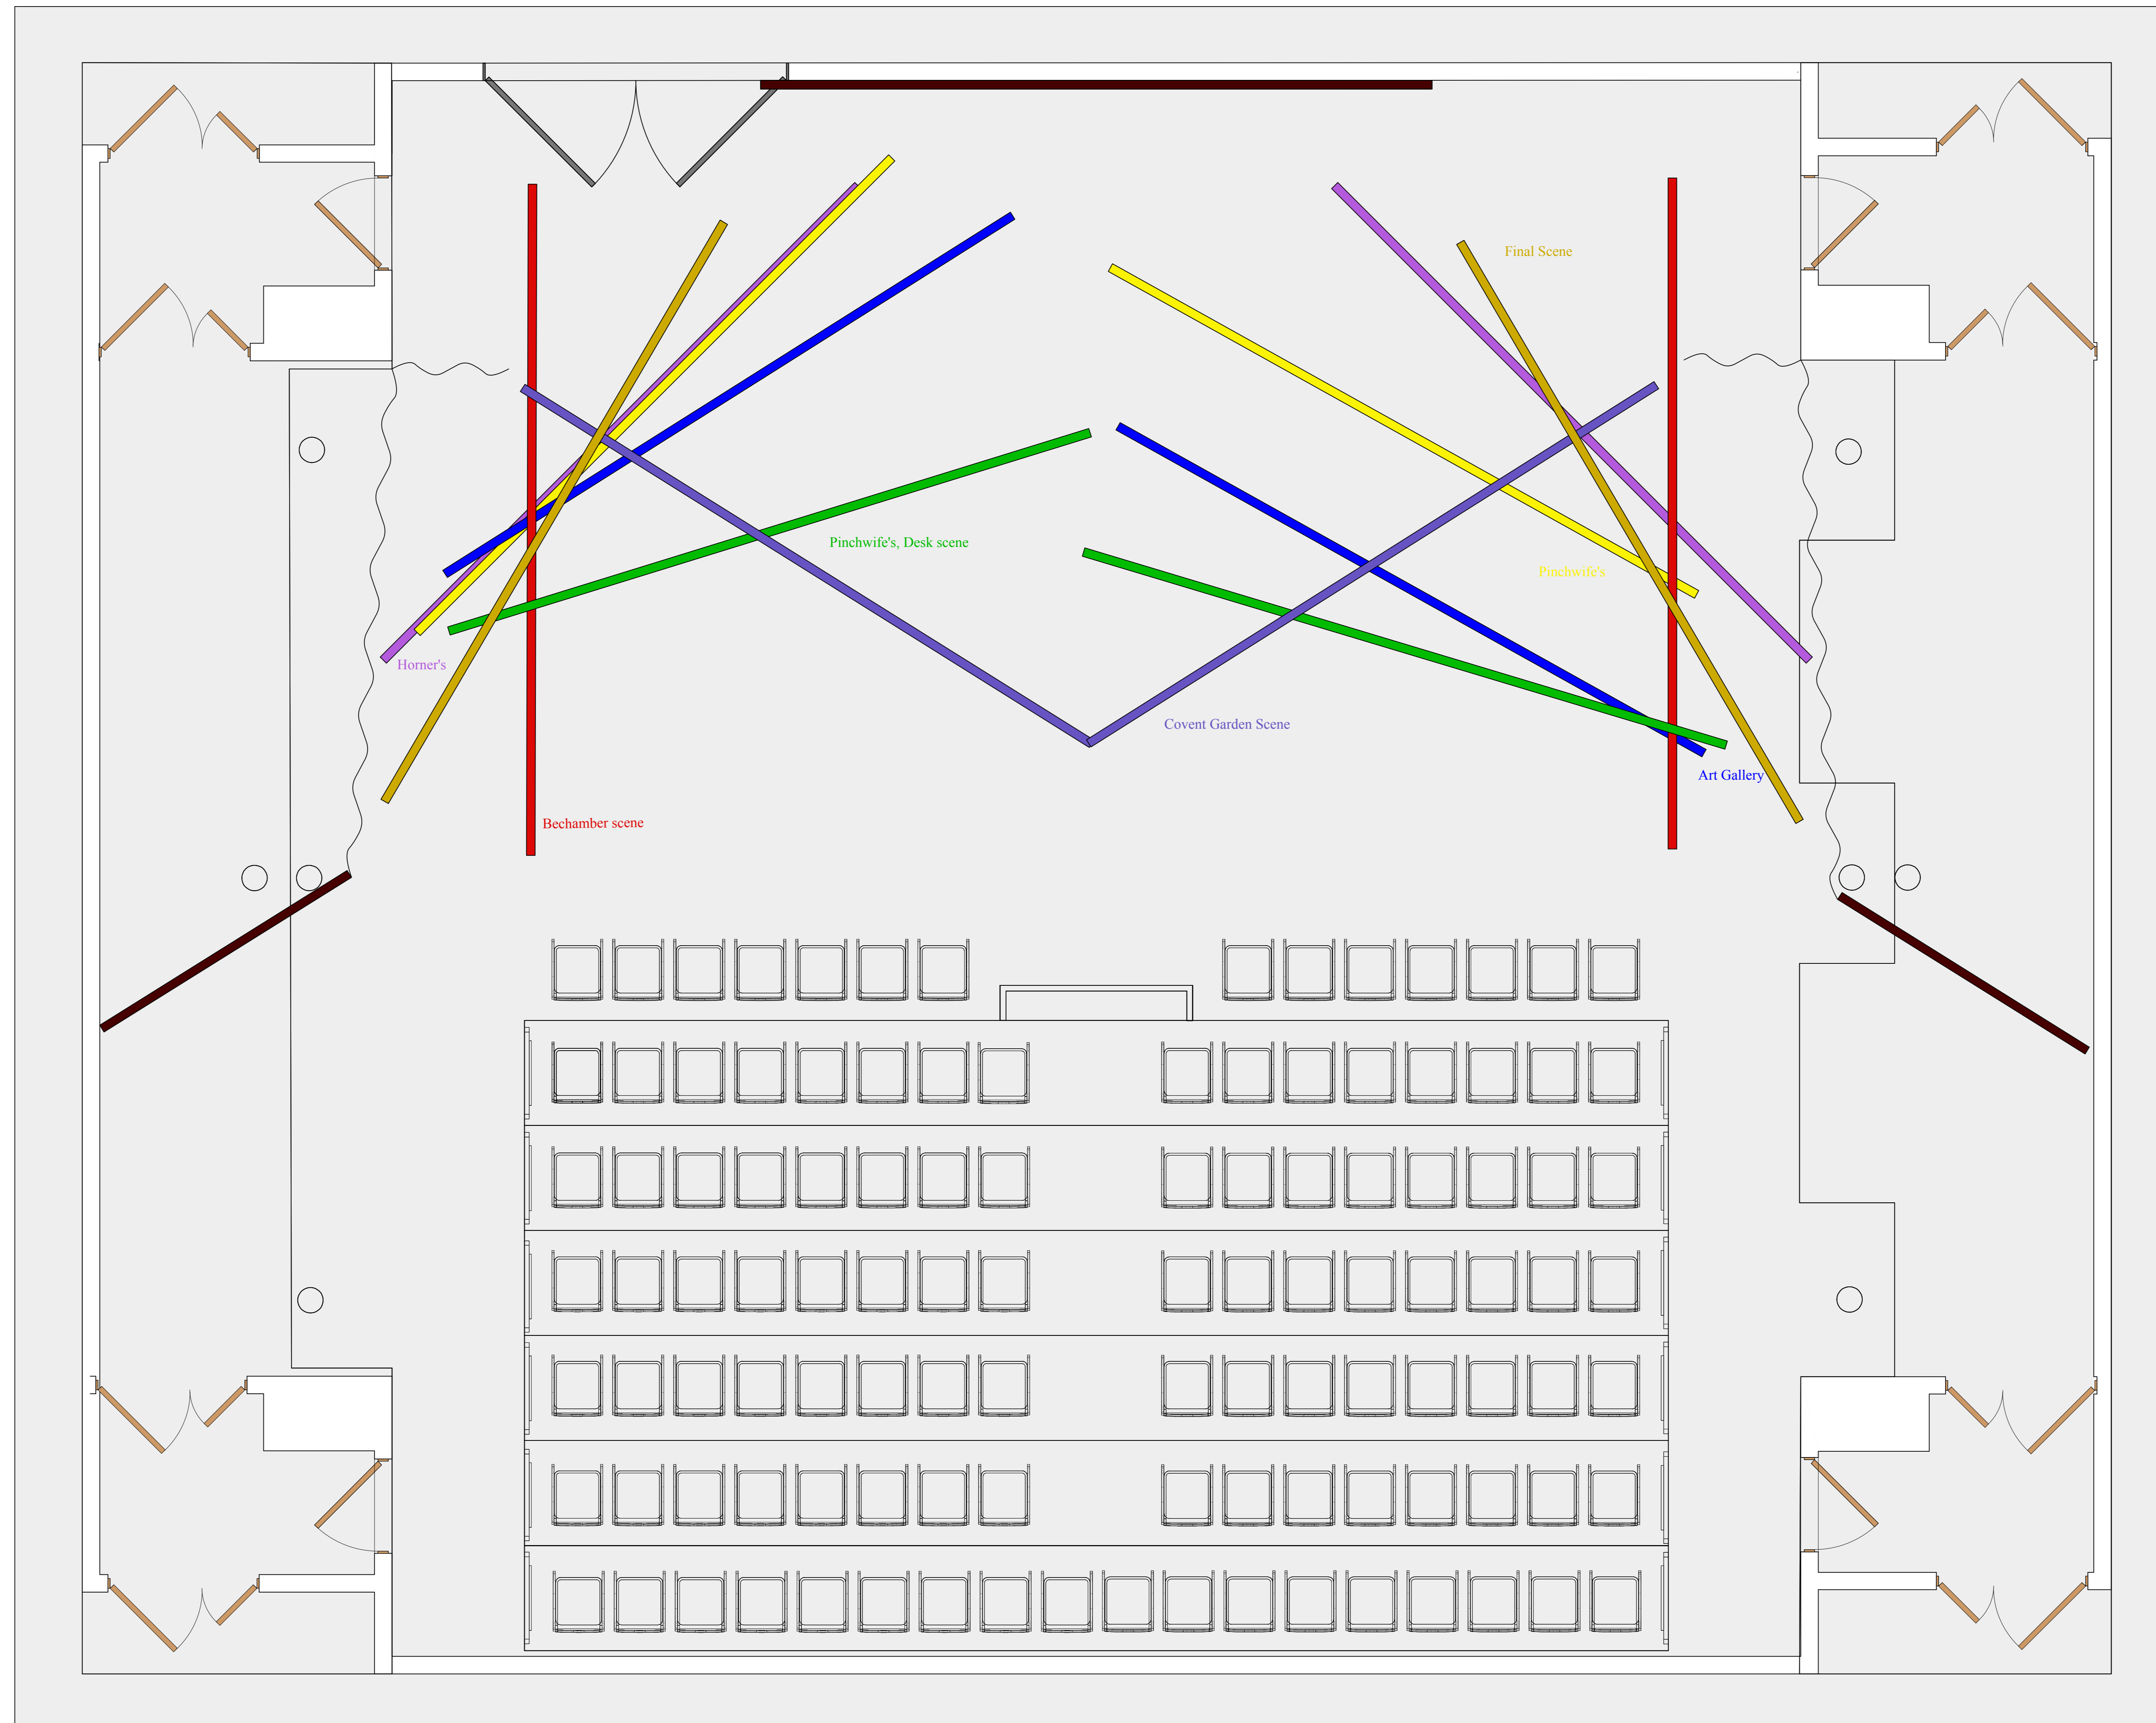 Final Scene
Pinchwife's, Desk scene
Pinchwife's
Horner's
Covent Garden Scene
Art Gallery
Bechamber scene